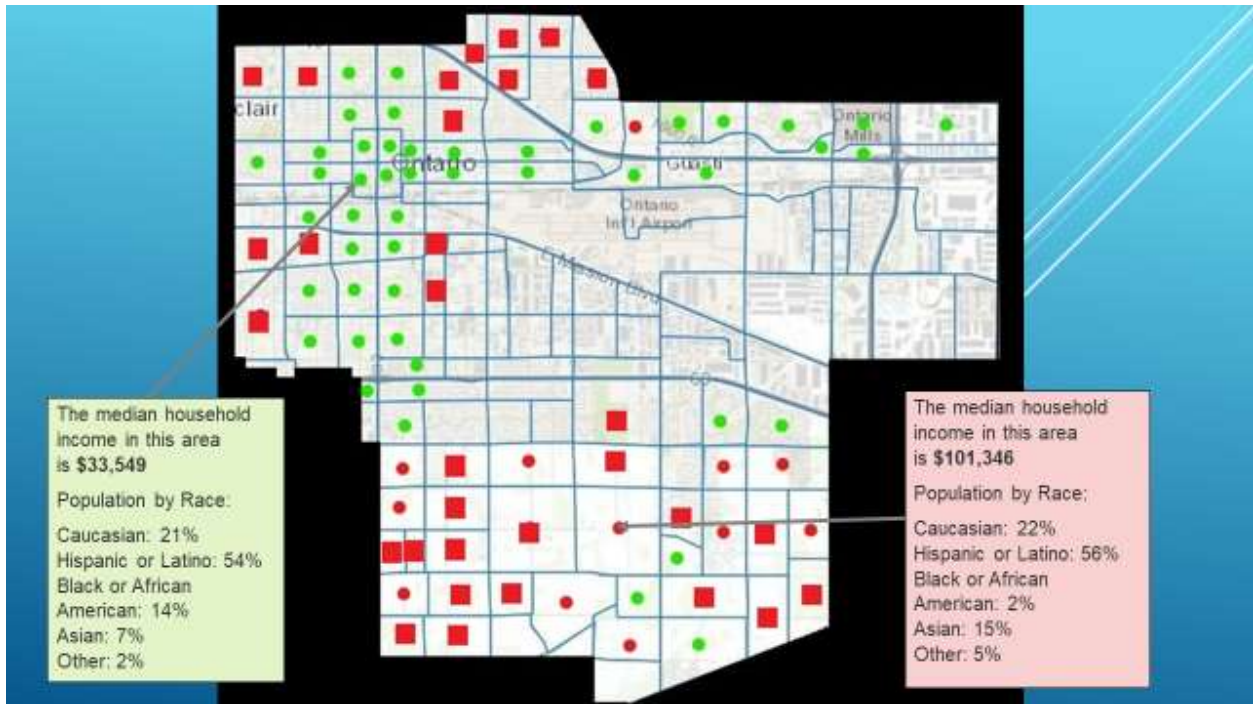 clair
Ontario
Guasti
Ontario
Mills
Ontario
Int'l Airport
E Mission Blvd
60
The median household
income in this area
is $33,549
Population by Race:
Caucasian: 21%
Hispanic or Latino: 54%
Black or African
American: 14%
Asian: 7%
Other: 2%
The median household
income in this area
is $101,346
Population by Race:
Caucasian: 22%
Hispanic or Latino: 56%
Black or African
American: 2%
Asian: 15%
Other: 5%